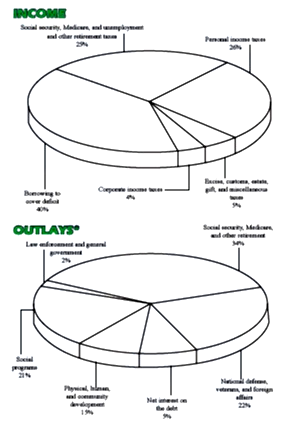 INCOME
Social security, Medicare, and unemployment
and other retirement taxes
25%
Personal income taxes
26%
Borrowing to
cover deficit
40%
Corporate income taxes
4%
Excise, customs, estate,
gift, and miscellaneous
taxes
5%
OUTLAYS*
Social security, Medicare,
and other retirement
34%
Law enforcement and general
government
2%
Social
programs
21%
Physical, human,
and community
development
15%
Net interest on
the debt
5%
National defense,
veterans, and foreign
affairs
22%